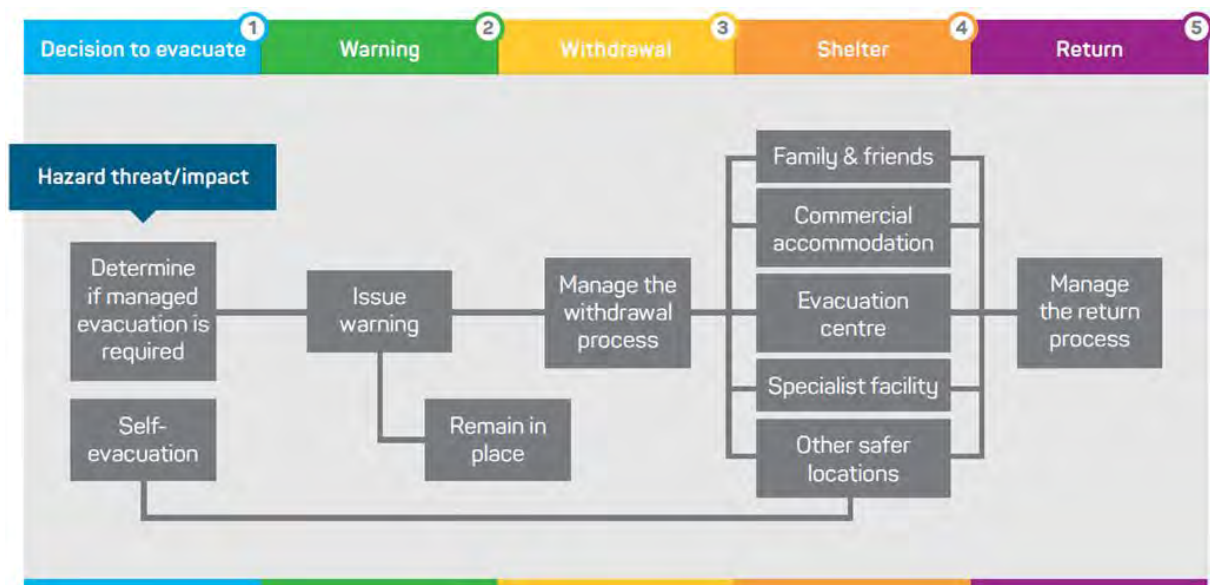 Decision to evacuate
1
Warning
2
Withdrawal
3
Shelter
4
Return
5
Hazard threat/impact
Determine
if managed
evacuation is
required
Self-
evacuation
Issue
warning
Remain in
place
Manage the
withdrawal
process
Family & friends
Commercial
accommodation
Evacuation
centre
Specialist facility
Other safer
locations
Manage
the return
process